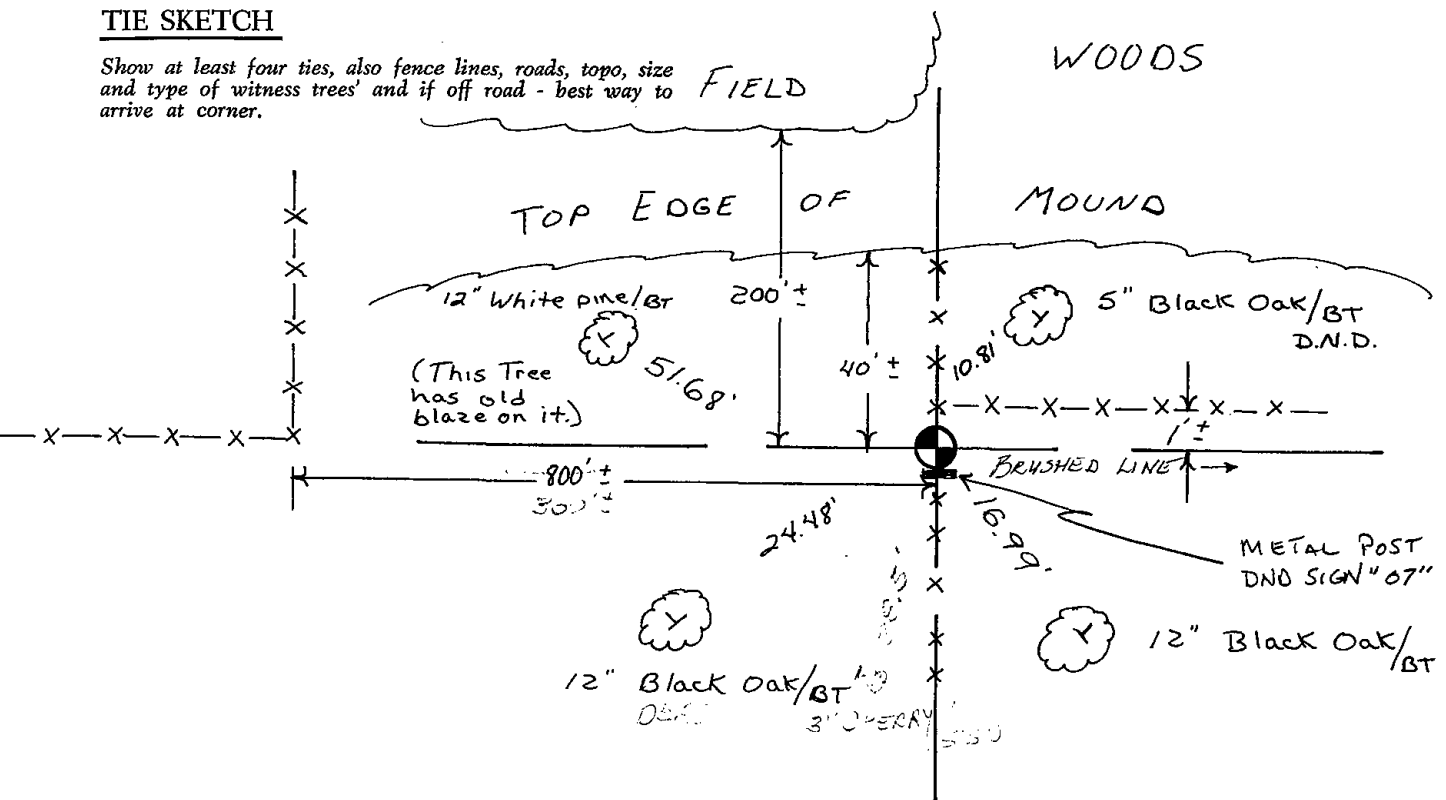 TIE SKETCH
Show at least four ties, also fence lines, roads, topo, size
and type of witness trees' and if off road - best way to
arrive at corner.
FIELD
WOODS
TOP EDGE OF MOUND
12" White pine/BT
200' ±
5" Black Oak/BT
D.N.D.
10.81'
40' ±
51.68'
(This Tree
has old
blaze on it.)
1' ±
BRUSHED LINE
800' ±
300' ±
24.48'
16.99'
METAL POST
DND SIGN "07"
12" Black Oak/BT
12" Black Oak/BT
3" CHERRY